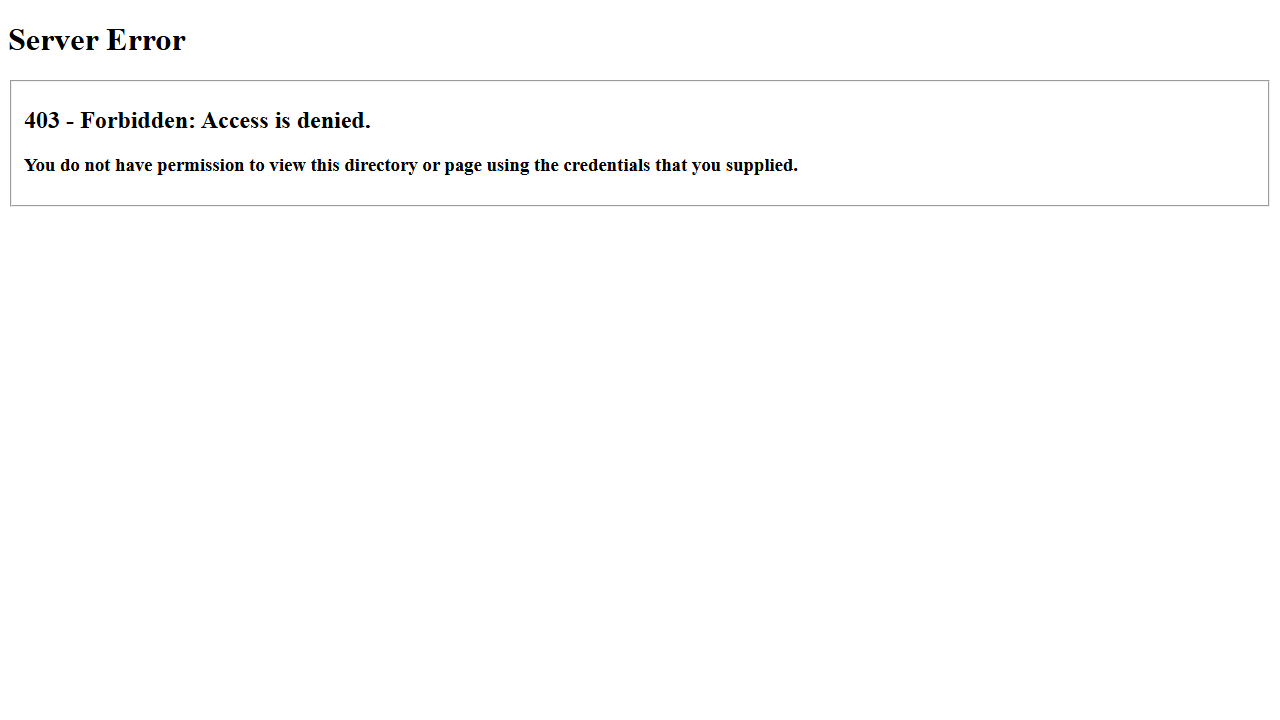 Server Error
403 - Forbidden: Access is denied.
You do not have permission to view this directory or page using the credentials that you supplied.